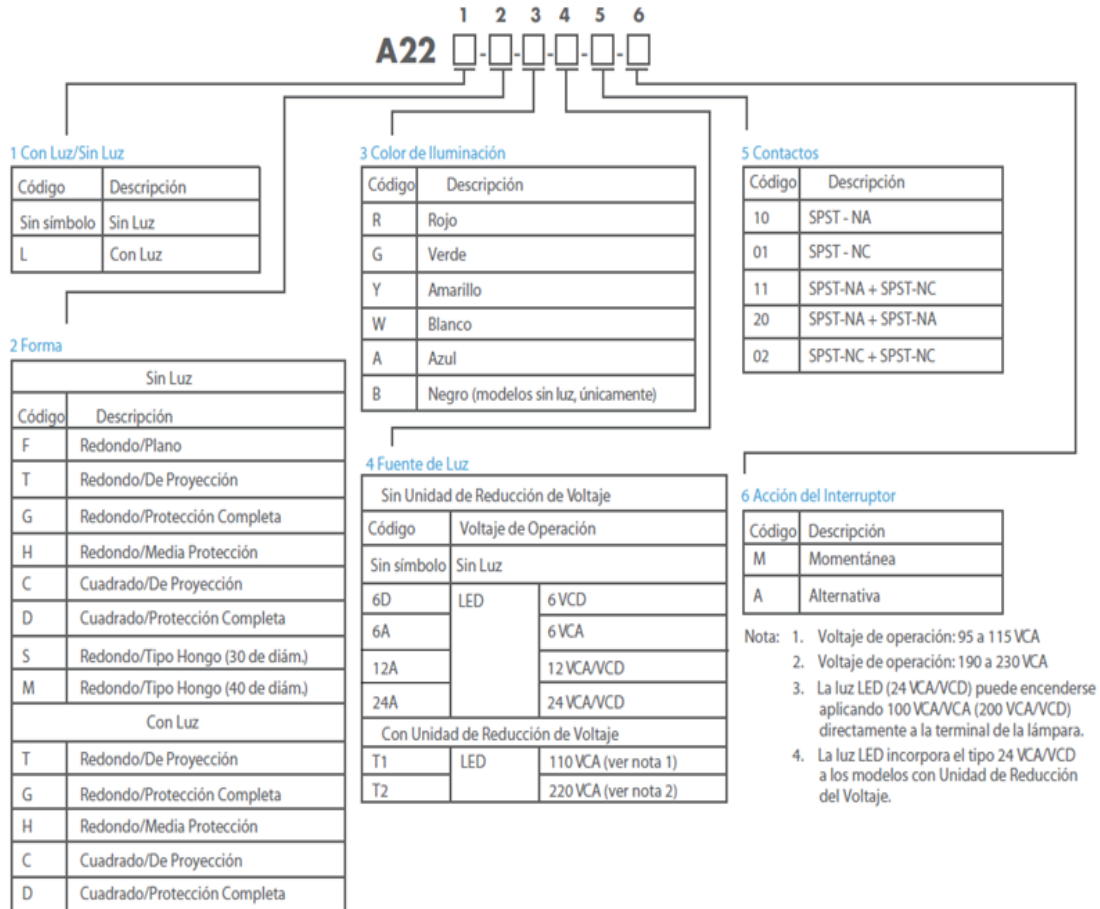 1 2 3 4 5 6
A22 - - - - -
1 Con Luz/Sin Luz
Código Descripción
Sin símbolo Sin Luz
L Con Luz
2 Forma
Sin Luz
Código Descripción
F Redondo/Plano
T Redondo/De Proyección
G Redondo/Protección Completa
H Redondo/Media Protección
C Cuadrado/De Proyección
D Cuadrado/Protección Completa
S Redondo/Tipo Hongo (30 de diám.)
M Redondo/Tipo Hongo (40 de diám.)
Con Luz
T Redondo/De Proyección
G Redondo/Protección Completa
H Redondo/Media Protección
C Cuadrado/De Proyección
D Cuadrado/Protección Completa
3 Color de Iluminación
Código Descripción
R Rojo
G Verde
Y Amarillo
W Blanco
A Azul
B Negro (modelos sin luz, únicamente)
4 Fuente de Luz
Sin Unidad de Reducción de Voltaje
Código Voltaje de Operación
Sin símbolo Sin Luz
6D LED 6 VCD
6A 6 VCA
12A 12 VCA/VCD
24A 24 VCA/VCD
Con Unidad de Reducción de Voltaje
T1 LED 110 VCA (ver nota 1)
T2 220 VCA (ver nota 2)
5 Contactos
Código Descripción
10 SPST - NA
01 SPST - NC
11 SPST-NA + SPST-NC
20 SPST-NA + SPST-NA
02 SPST-NC + SPST-NC
6 Acción del Interruptor
Código Descripción
M Momentánea
A Alternativa
Nota: 1. Voltaje de operación: 95 a 115 VCA
2. Voltaje de operación: 190 a 230 VCA
3. La luz LED (24 VCA/VCD) puede encenderse
aplicando 100 VCA/VCA (200 VCA/VCD)
directamente a la terminal de la lámpara.
4. La luz LED incorpora el tipo 24 VCA/VCD
a los modelos con Unidad de Reducción
del Voltaje.